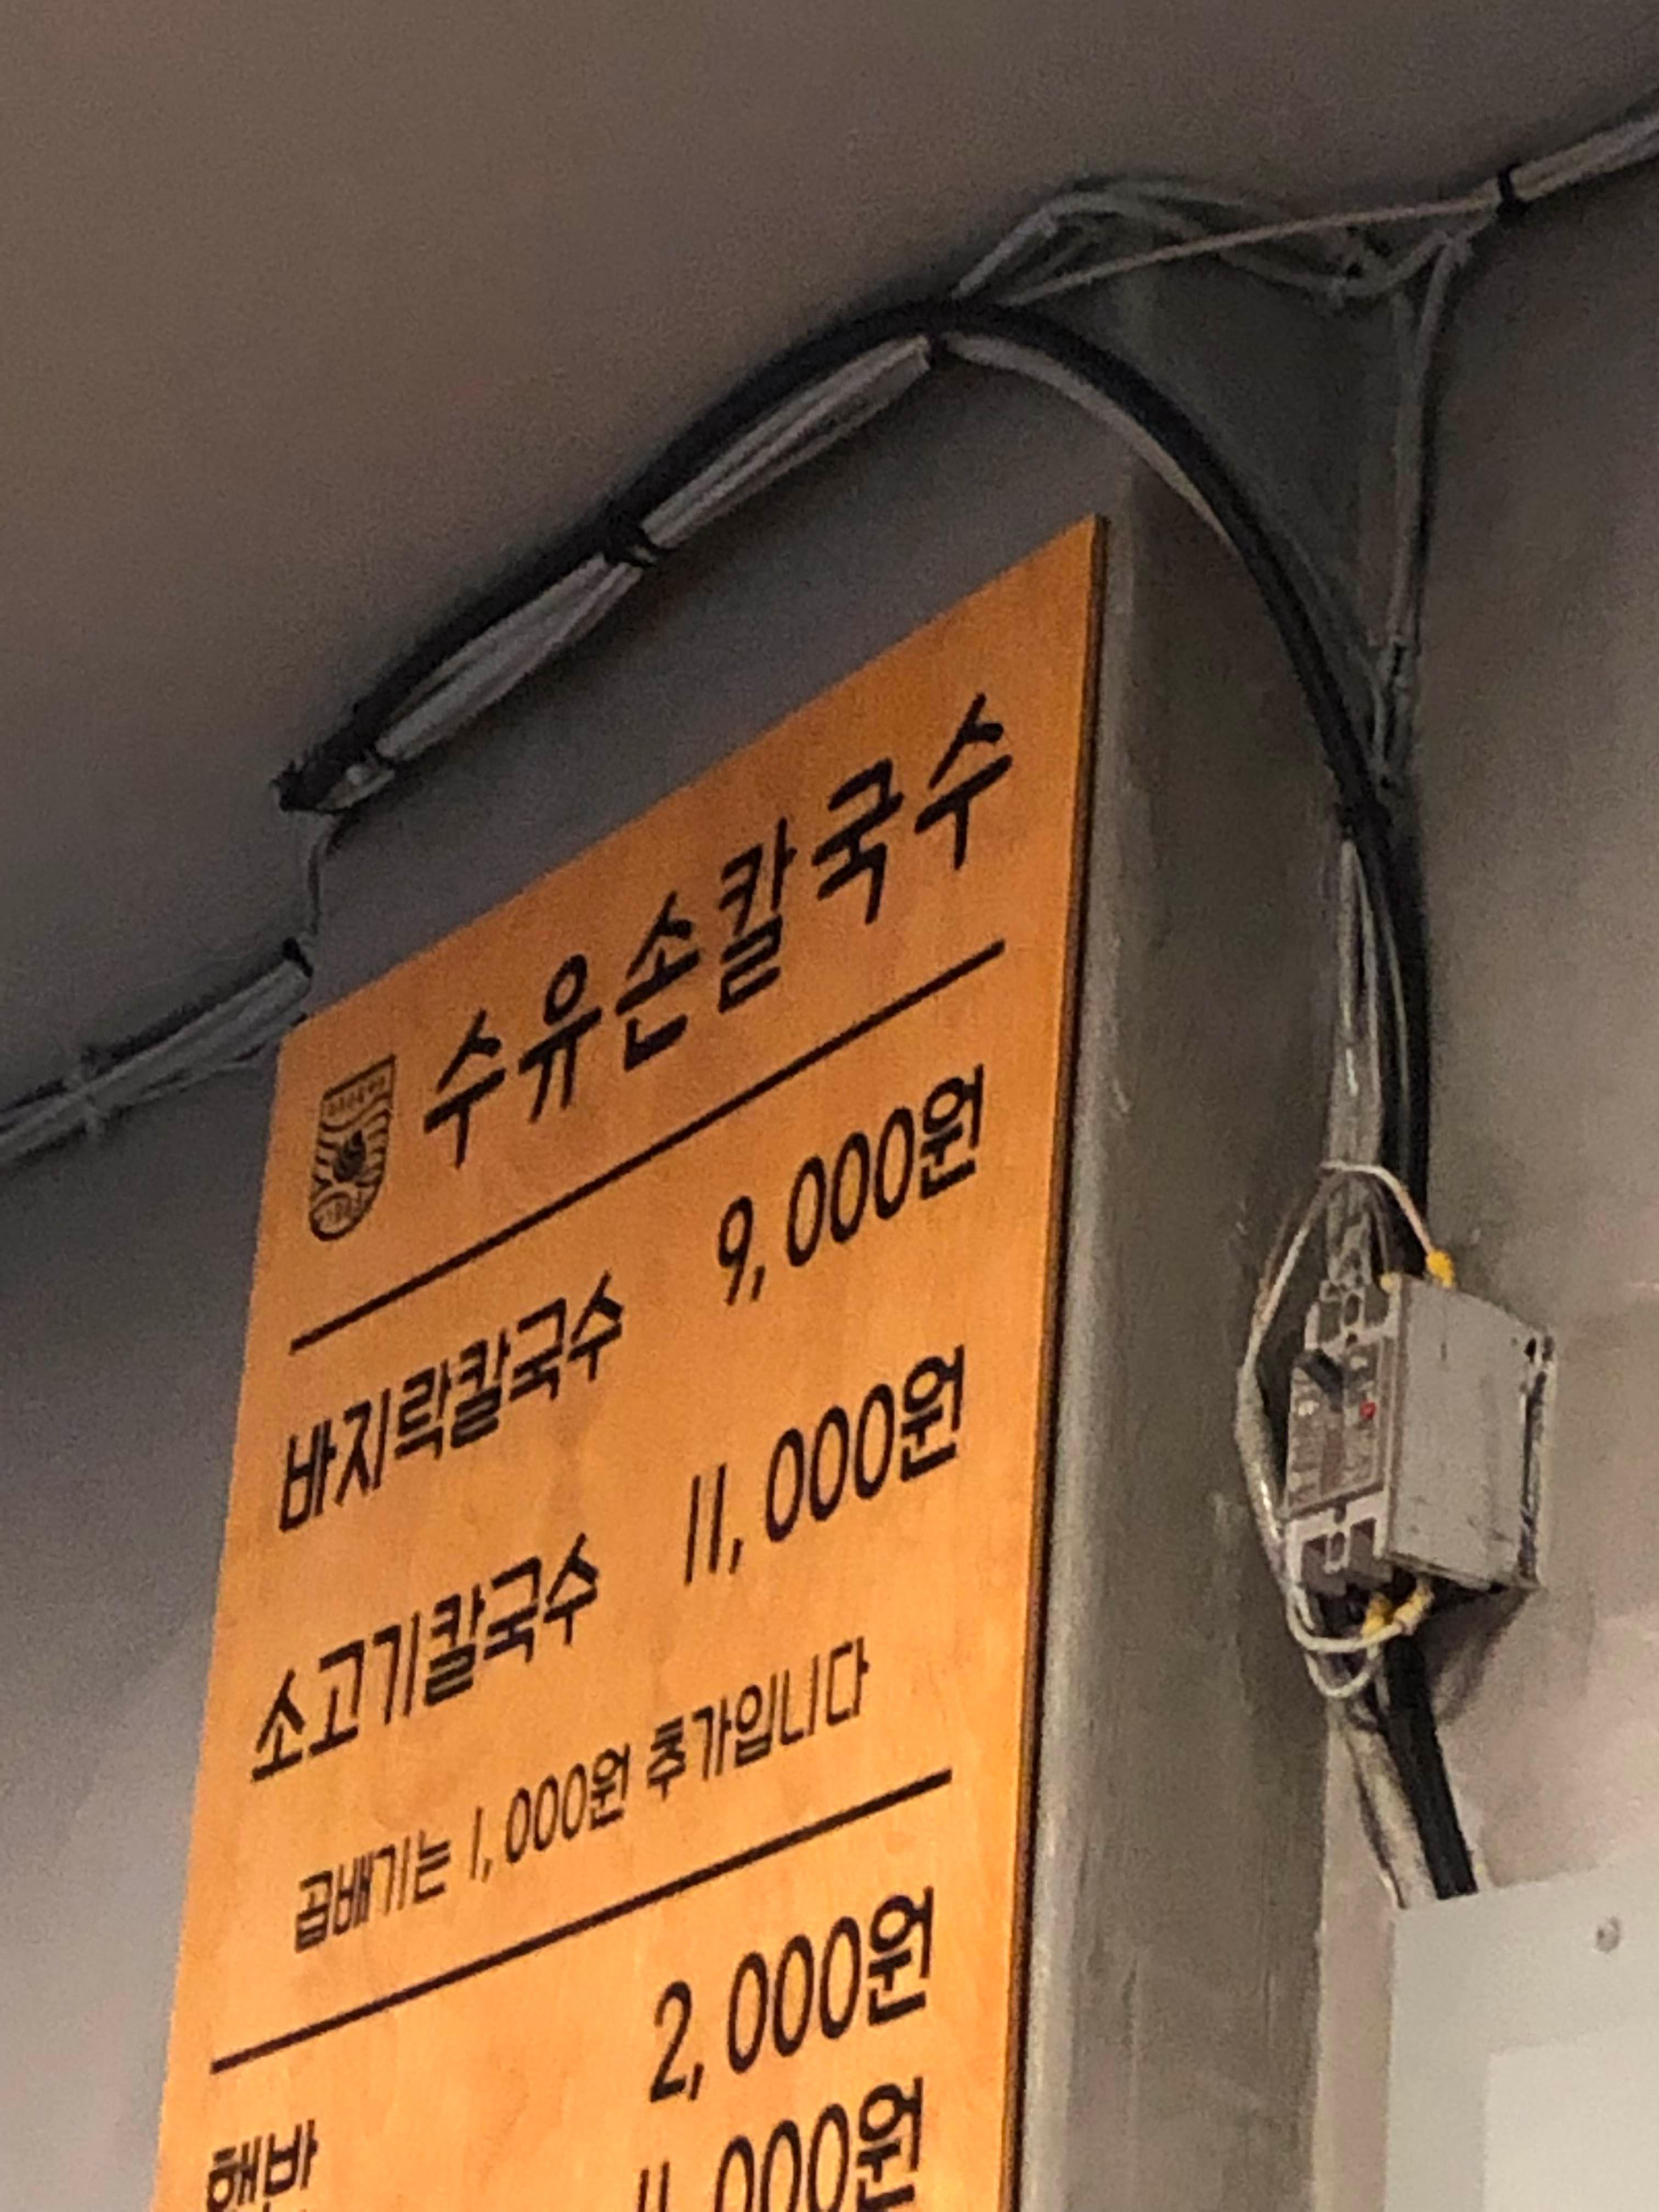 수유손칼국수
바지락칼국수 9,000원
소고기칼국수 11,000원
곱배기는 1,000원 추가입니다
햇반 2,000원
,000원